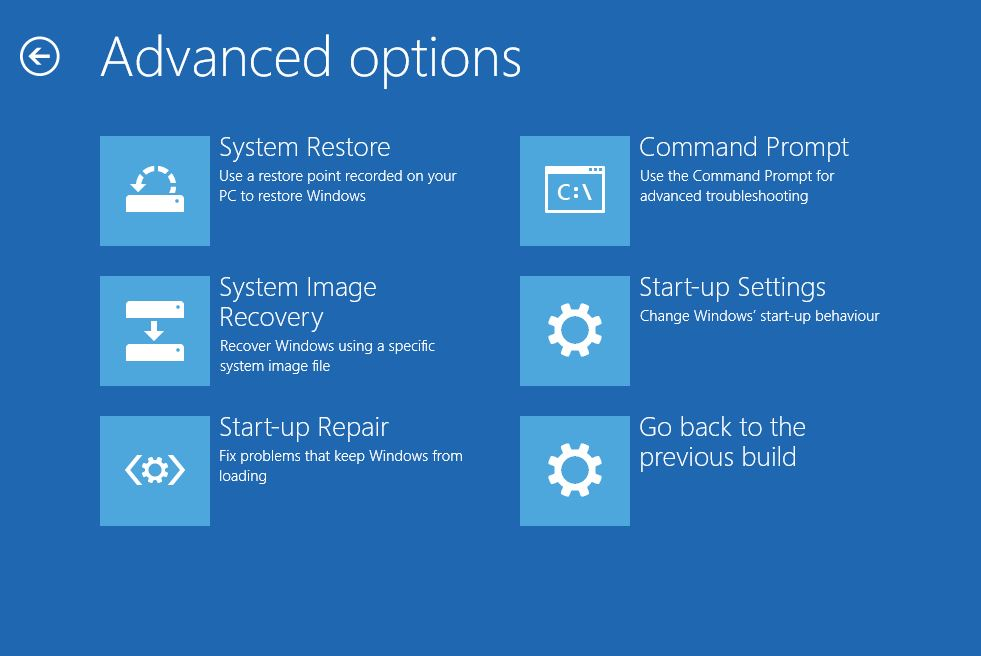 Advanced options
System Restore
Use a restore point recorded on your
PC to restore Windows
System Image
Recovery
Recover Windows using a specific
system image file
Start-up Repair
Fix problems that keep Windows from
loading
Command Prompt
Use the Command Prompt for
advanced troubleshooting
C:\
Start-up Settings
Change Windows’ start-up behaviour
Go back to the
previous build